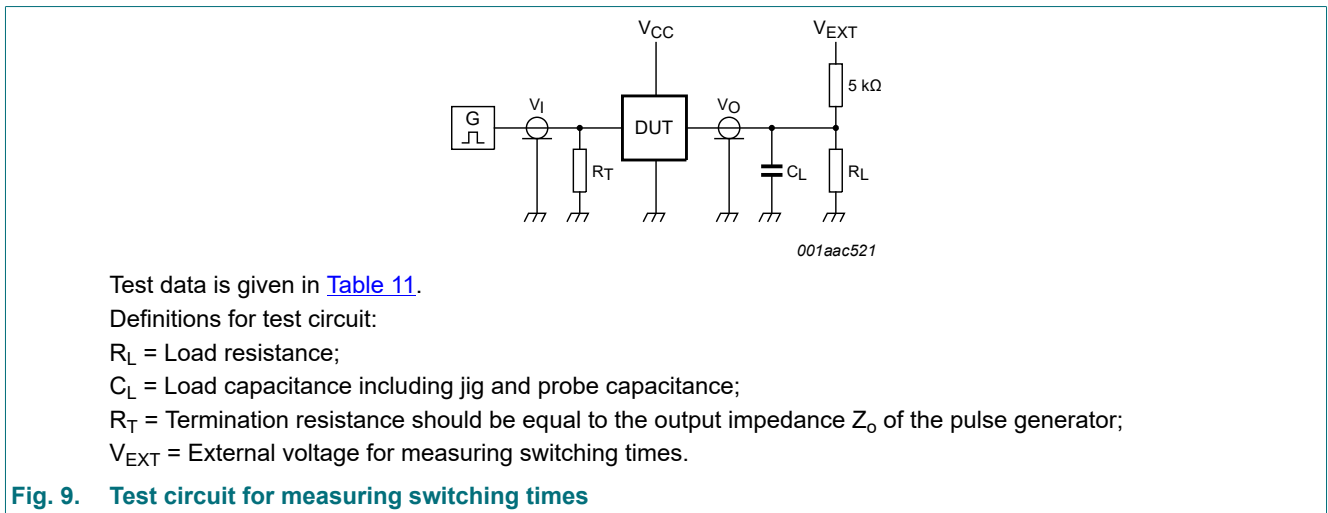 VCC
VEXT
5 kΩ
G
VI
DUT
VO
RT
CL
RL
001aac521
Test data is given in Table 11.
Definitions for test circuit:
RL = Load resistance;
CL = Load capacitance including jig and probe capacitance;
RT = Termination resistance should be equal to the output impedance Zo of the pulse generator;
VEXT = External voltage for measuring switching times.
Fig. 9. Test circuit for measuring switching times